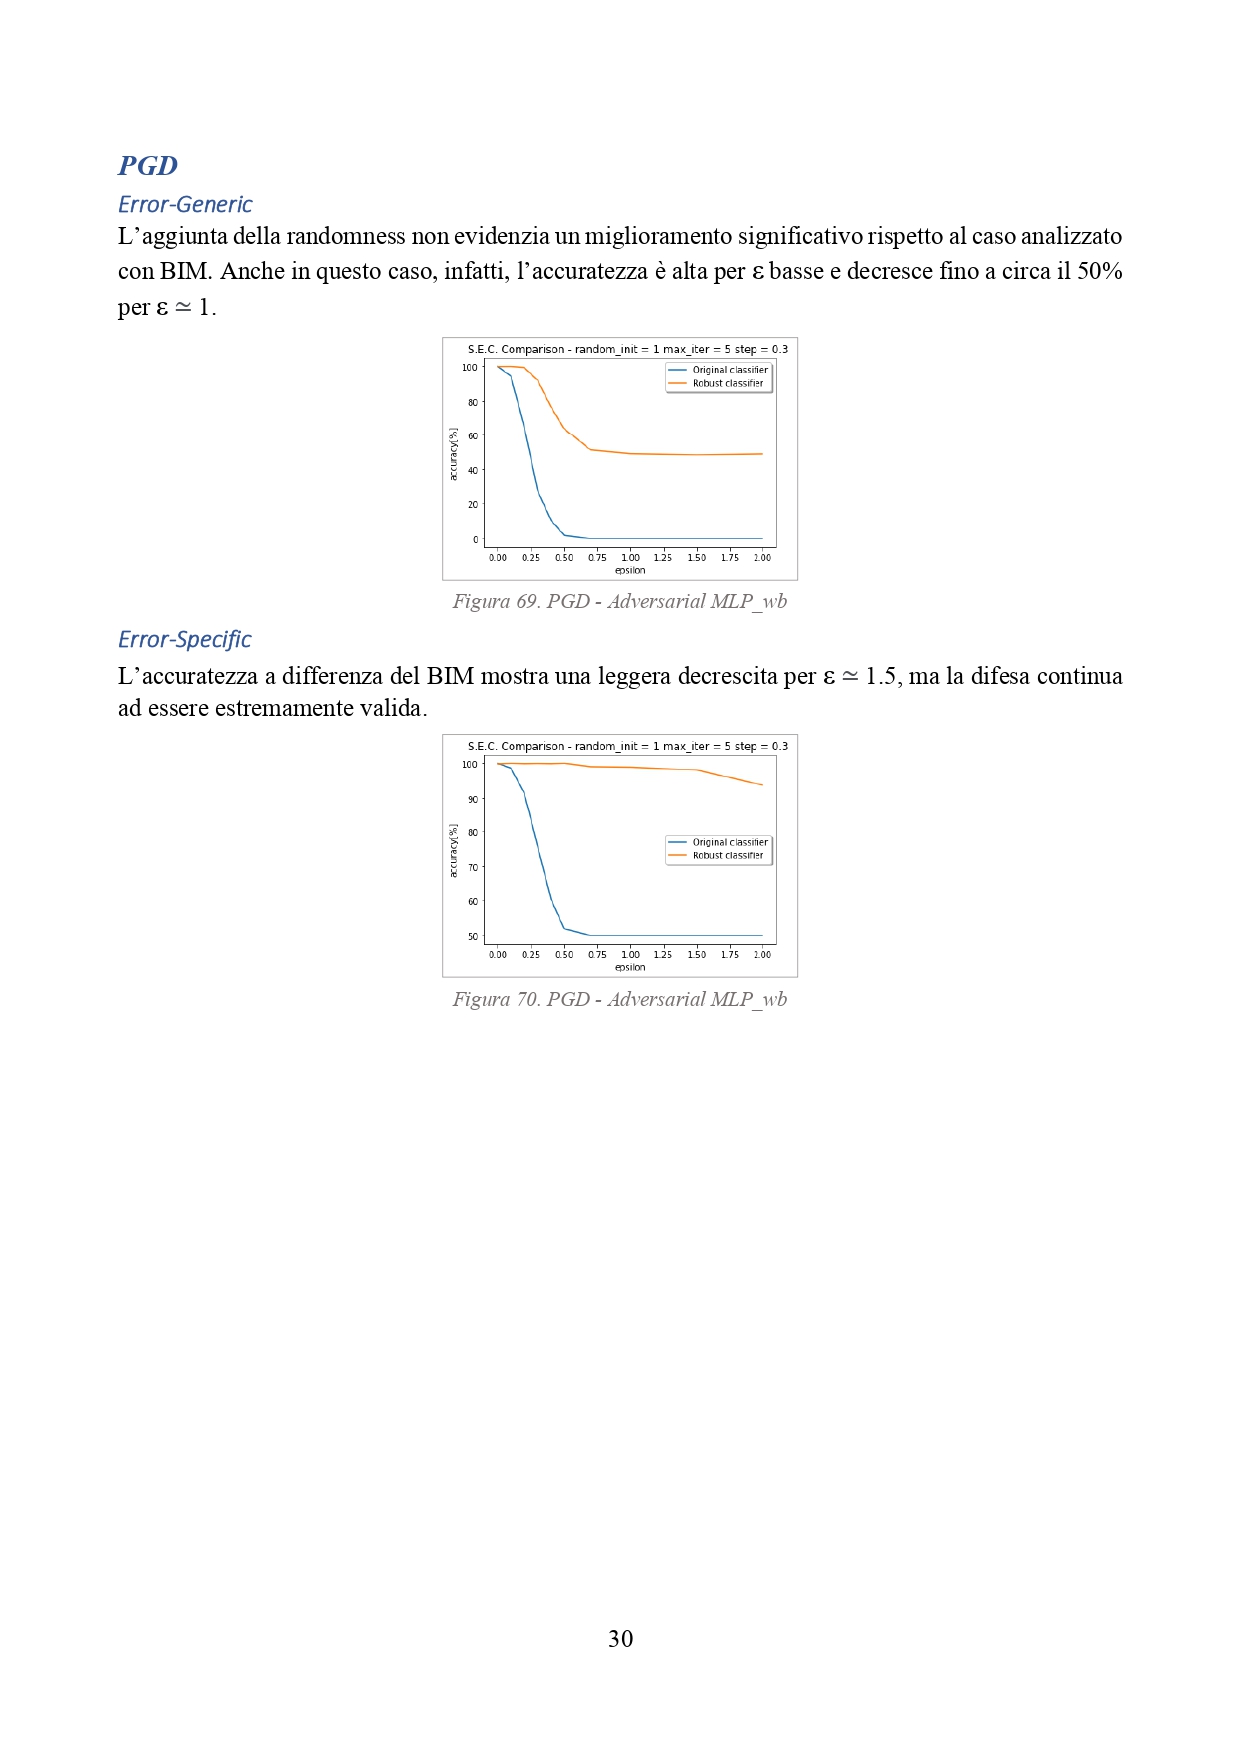 PGD
Error-Generic
L’aggiunta della randomness non evidenzia un miglioramento significativo rispetto al caso analizzato
con BIM. Anche in questo caso, infatti, l’accuratezza è alta per ε basse e decresce fino a circa il 50%
per ε ≃ 1.
S.E.C. Comparison - random_init = 1 max_iter = 5 step = 0.3
Original classifier
Robust classifier
100
80
60
40
20
0
accuracy[%]
0.00 0.25 0.50 0.75 1.00 1.25 1.50 1.75 2.00
epsilon
Figura 69. PGD - Adversarial MLP_wb
Error-Specific
L’accuratezza a differenza del BIM mostra una leggera decrescita per ε ≃ 1.5, ma la difesa continua
ad essere estremamente valida.
S.E.C. Comparison - random_init = 1 max_iter = 5 step = 0.3
100
90
80
70
60
50
accuracy[%]
Original classifier
Robust classifier
0.00 0.25 0.50 0.75 1.00 1.25 1.50 1.75 2.00
epsilon
Figura 70. PGD - Adversarial MLP_wb
30